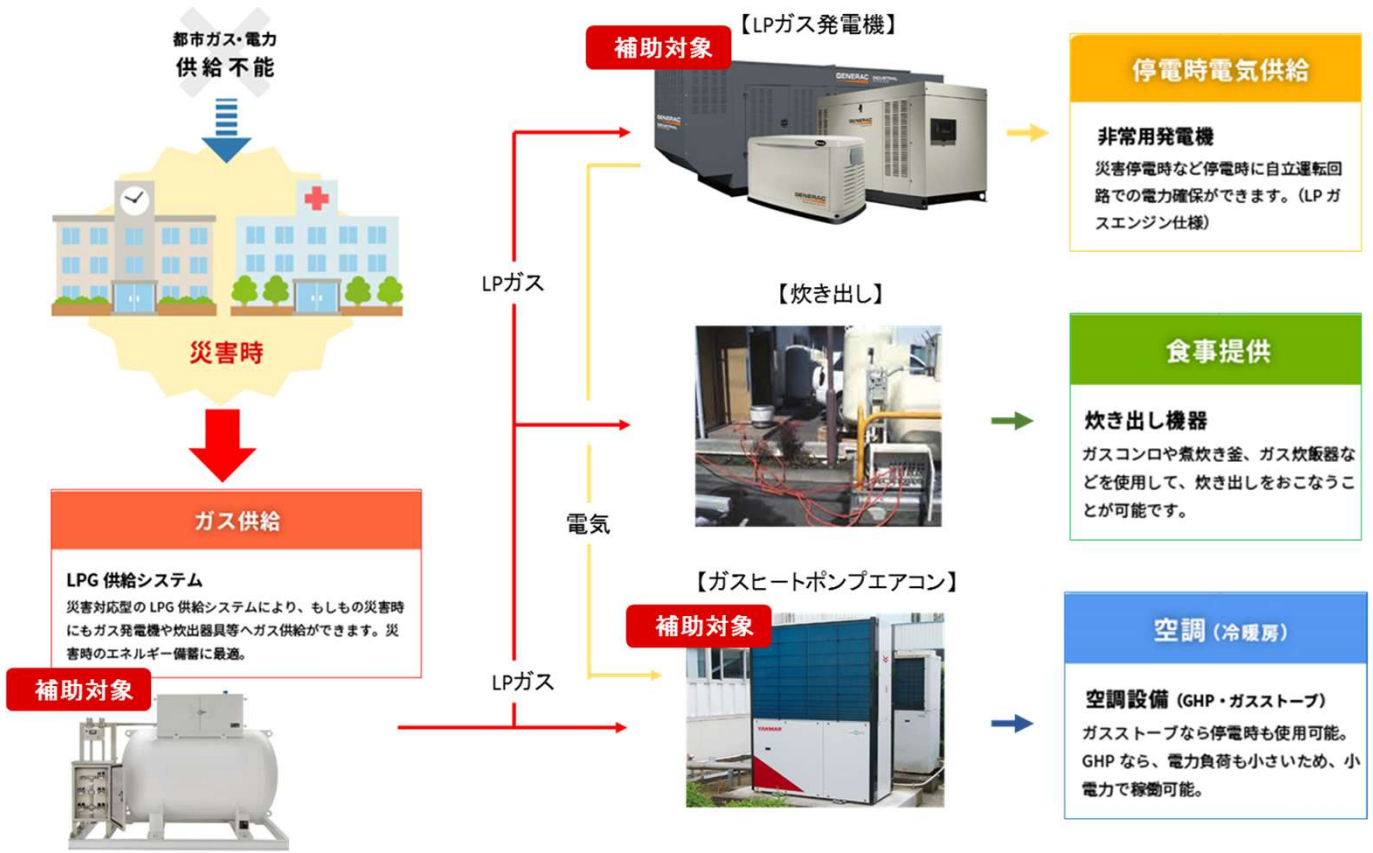 都市ガス・電力
供給不能
災害時
ガス供給
LPG 供給システム
災害対応型の LPG 供給システムにより、もしもの災害時
にもガス発電機や炊出器具等へガス供給ができます。災
害時のエネルギー備蓄に最適。
補助対象
LPガス
電気
LPガス
【LPガス発電機】
補助対象
GENERAC
GENERAC
INDUSTRIAL
GENERAC
GENERAC
【炊き出し】
【ガスヒートポンプエアコン】
補助対象
YANMAR
停電時電気供給
非常用発電機
災害停電時など停電時に自立運転回
路での電力確保ができます。（LP ガ
スエンジン仕様）
食事提供
炊き出し機器
ガスコンロや煮炊き釜、ガス炊飯器な
どを使用して、炊き出しをおこなうこ
とが可能です。
空調（冷暖房）
空調設備（GHP・ガスストーブ）
ガスストーブなら停電時も使用可能。
GHP なら、電力負荷も小さいため、小
電力で稼働可能。